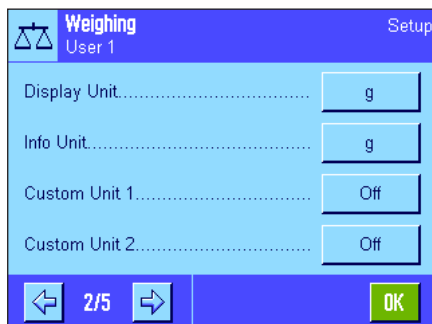 Weighing Setup
User 1
Display Unit.................................... g
Info Unit.......................................... g
Custom Unit 1................................. Off
Custom Unit 2................................. Off
2/5 OK